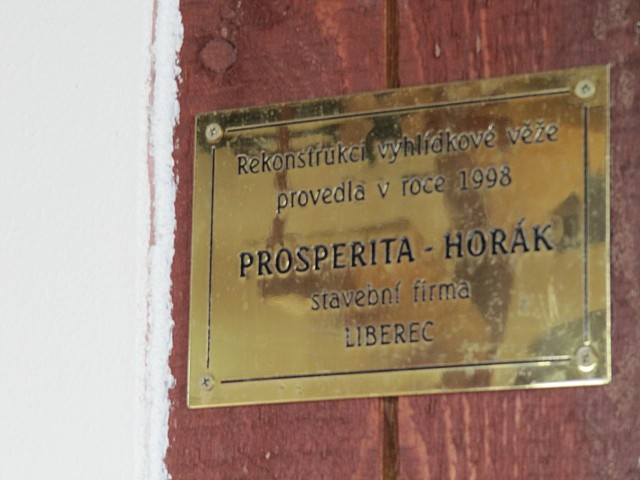 Rekonstrukci vyhlídkové věže
provedla v roce 1998
PROSPERITA - HORÁK
stavební firma
LIBEREC